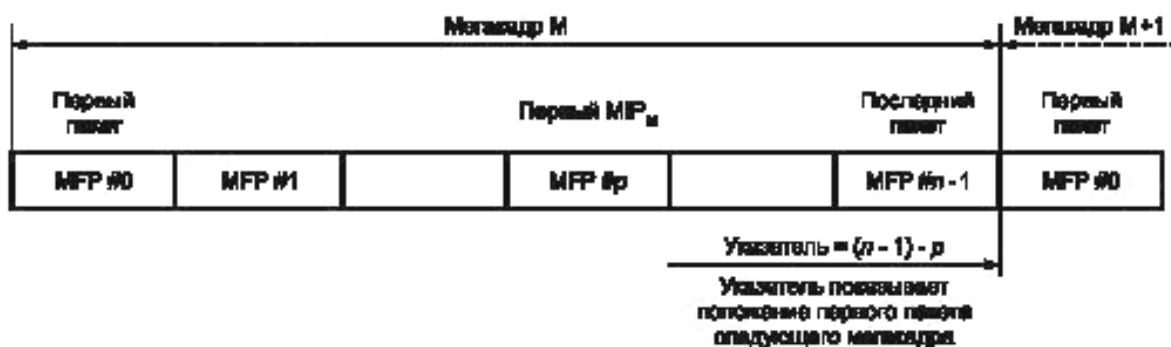 Мегакадр M
Мегакадр M+1
Первый
пакет
Первый MIPм
Последний
пакет
Первый
пакет
MFP #0
MFP #1
MFP #p
MFP #n - 1
MFP #0
Указатель = (n - 1) - p
Указатель показывает
положение первого пакета
следующего мегакадра